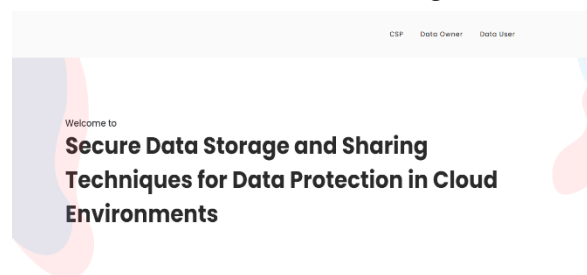 CSP Data Owner Data User
Welcome to
Secure Data Storage and Sharing
Techniques for Data Protection in Cloud
Environments